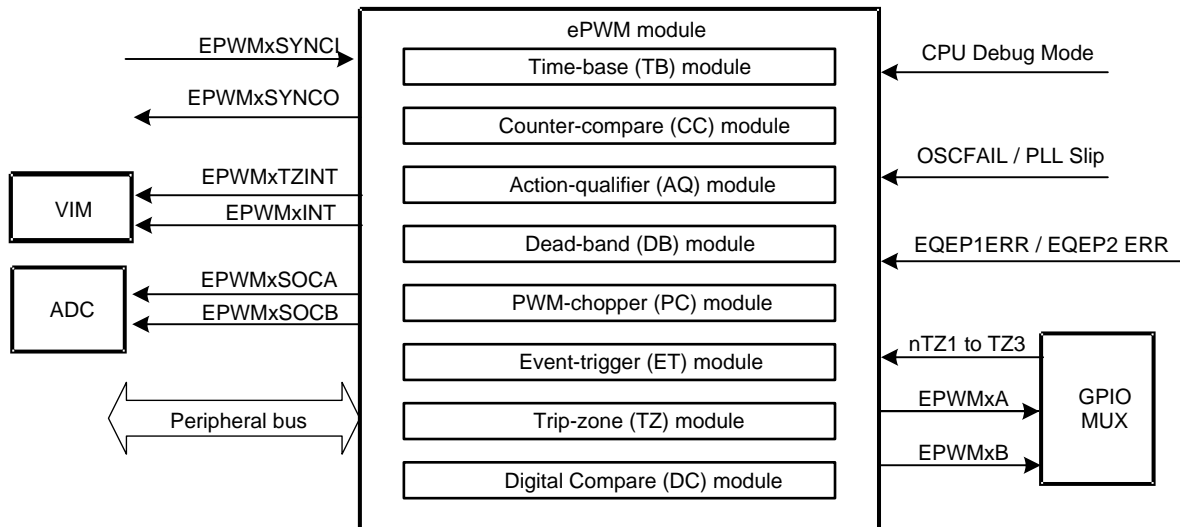 ePWM module
EPWMxSYNCI
Time-base (TB) module
CPU Debug Mode
EPWMxSYNCO
Counter-compare (CC) module
OSCFAIL / PLL Slip
EPWMxTZINT
Action-qualifier (AQ) module
VIM
EPWMxINT
Dead-band (DB) module
EQEP1ERR / EQEP2 ERR
EPWMxSOCA
ADC
PWM-chopper (PC) module
EPWMxSOCB
nTZ1 to TZ3
Event-trigger (ET) module
EPWMxA
GPIO
MUX
Peripheral bus
Trip-zone (TZ) module
EPWMxB
Digital Compare (DC) module